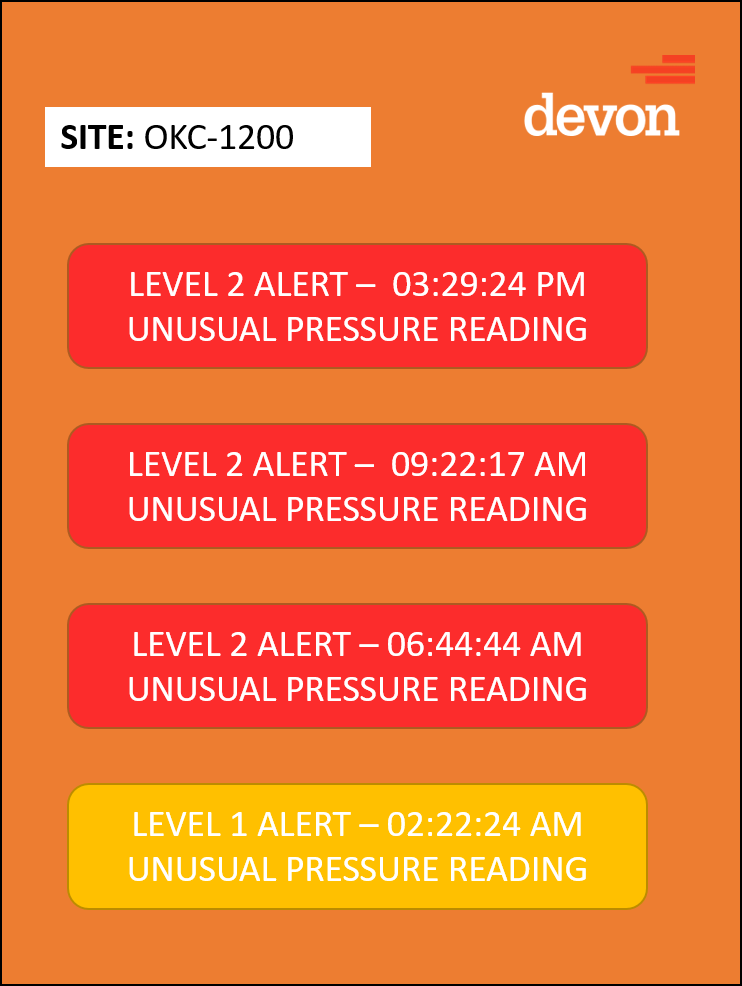 devon
SITE: OKC-1200
LEVEL 2 ALERT – 03:29:24 PM
UNUSUAL PRESSURE READING
LEVEL 2 ALERT – 09:22:17 AM
UNUSUAL PRESSURE READING
LEVEL 2 ALERT – 06:44:44 AM
UNUSUAL PRESSURE READING
LEVEL 1 ALERT – 02:22:24 AM
UNUSUAL PRESSURE READING